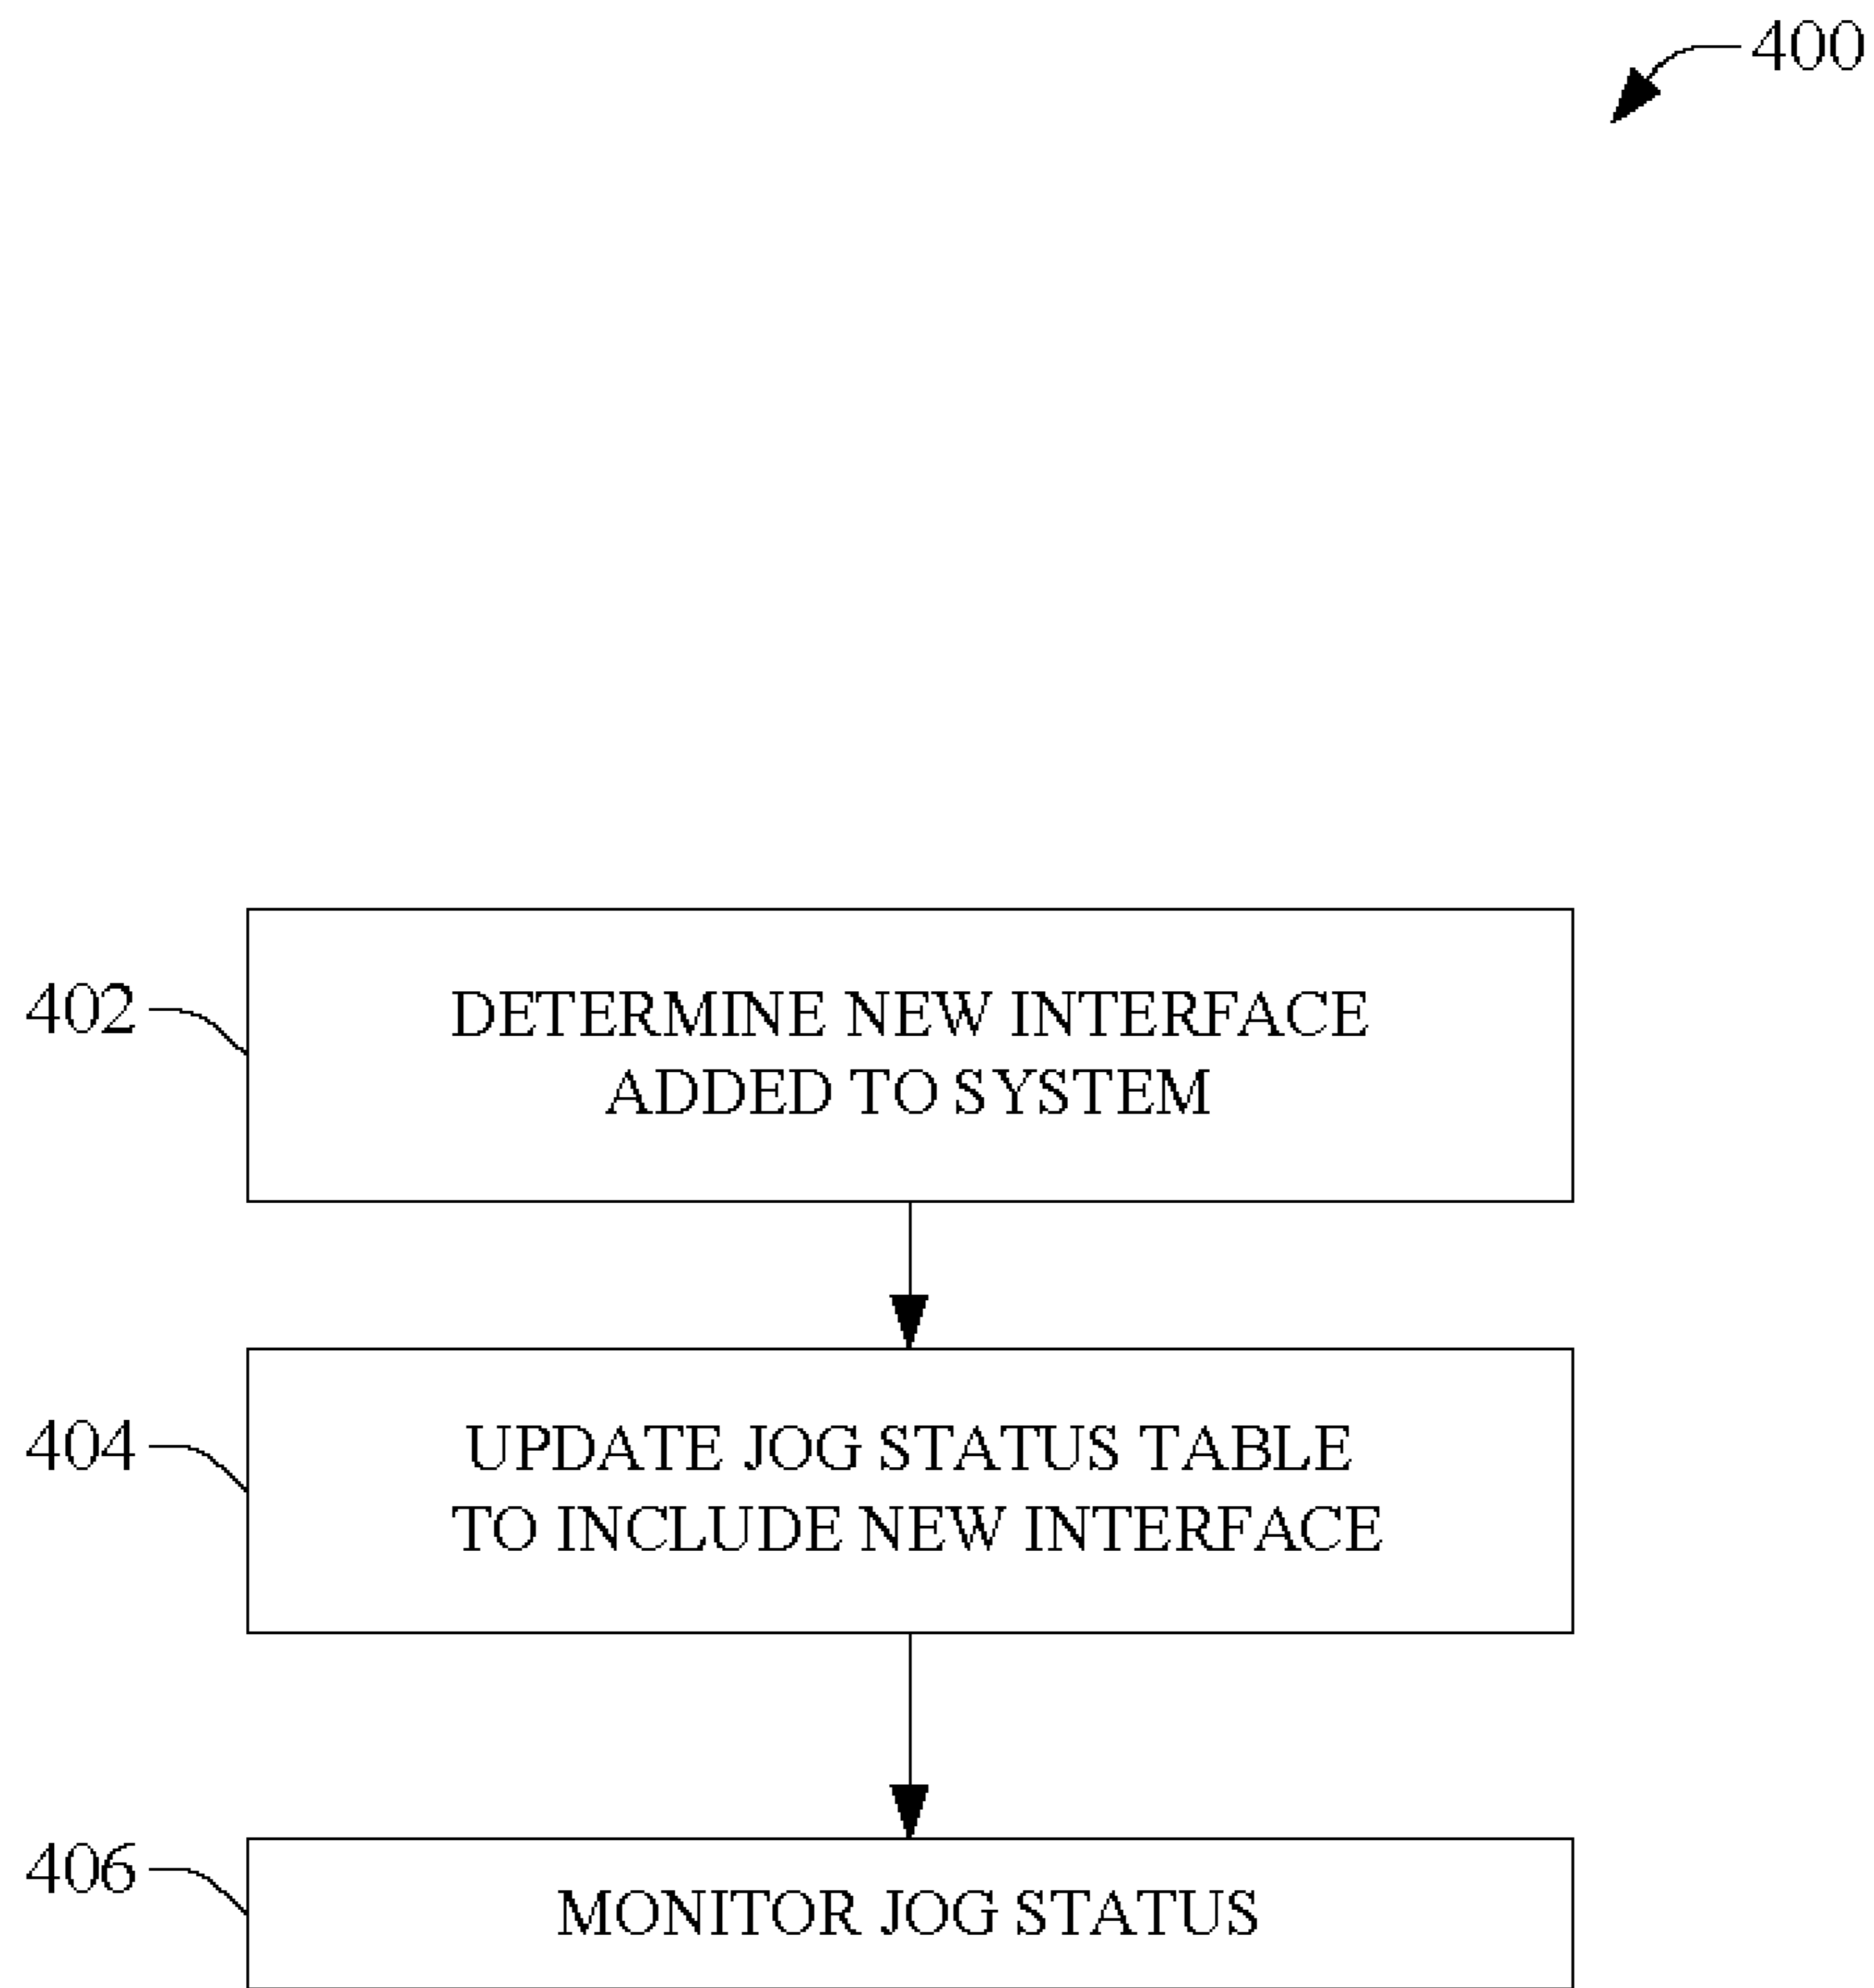 400
402
DETERMINE NEW INTERFACE
ADDED TO SYSTEM
404
UPDATE JOG STATUS TABLE
TO INCLUDE NEW INTERFACE
406
MONITOR JOG STATUS